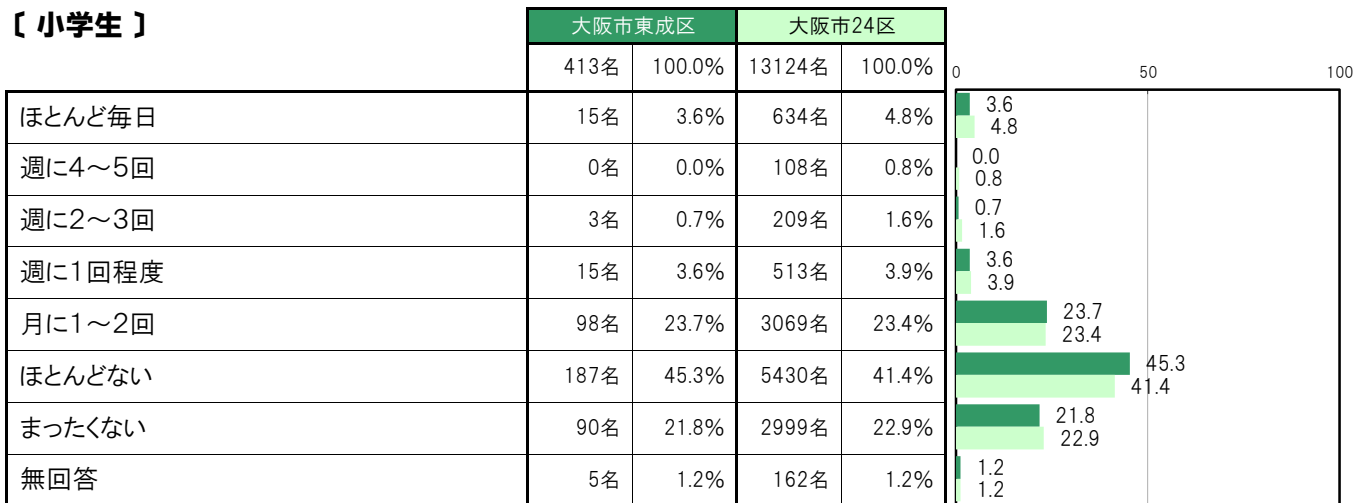 〔 小学生 〕
大阪市東成区 大阪市24区
413名 100.0% 13124名 100.0% 0 50 100
ほとんど毎日 15名 3.6% 634名 4.8% 3.6
4.8
週に4～5回 0名 0.0% 108名 0.8% 0.0
0.8
週に2～3回 3名 0.7% 209名 1.6% 0.7
1.6
週に1回程度 15名 3.6% 513名 3.9% 3.6
3.9
月に1～2回 98名 23.7% 3069名 23.4% 23.7
23.4
ほとんどない 187名 45.3% 5430名 41.4% 45.3
41.4
まったくない 90名 21.8% 2999名 22.9% 21.8
22.9
無回答 5名 1.2% 162名 1.2% 1.2
1.2